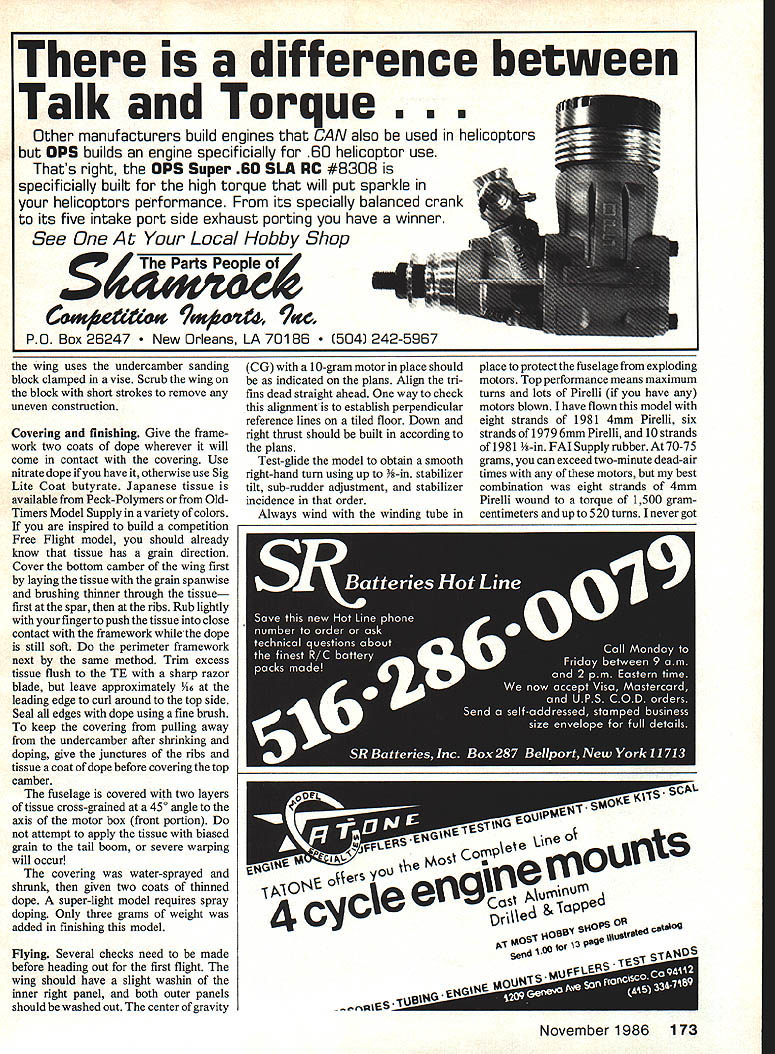 There is a difference between
Talk and Torque . . .
Other manufacturers build engines that CAN also be used in helicoptors
but OPS builds an engine specificially for .60 helicoptor use.
That's right, the OPS Super .60 SLA RC #8308 is
specificially built for the high torque that will put sparkle in
your helicoptors performance. From its specially balanced crank
to its five intake port side exhaust porting you have a winner.
See One At Your Local Hobby Shop
The Parts People of
Shamrock
Competition Imports, Inc.
P.O. Box 26247 • New Orleans, LA 70186 • (504) 242-5967
OPS
the wing uses the undercamber sanding
block clamped in a vise. Scrub the wing on
the block with short strokes to remove any
uneven construction.
Covering and finishing. Give the frame-
work two coats of dope wherever it will
come in contact with the covering. Use
nitrate dope if you have it, otherwise use Sig
Lite Coat butyrate. Japanese tissue is
available from Peck-Polymers or from Old-
Timers Model Supply in a variety of colors.
If you are inspired to build a competition
Free Flight model, you should already
know that tissue has a grain direction.
Cover the bottom camber of the wing first
by laying the tissue with the grain spanwise
and brushing thinner through the tissue—
first at the spar, then at the ribs. Rub lightly
with your finger to push the tissue into close
contact with the framework while the dope
is still soft. Do the perimeter framework
next by the same method. Trim excess
tissue flush to the TE with a sharp razor
blade, but leave approximately 1/16 at the
leading edge to curl around to the top side.
Seal all edges with dope using a fine brush.
To keep the covering from pulling away
from the undercamber after shrinking and
doping, give the junctures of the ribs and
tissue a coat of dope before covering the top
camber.
The fuselage is covered with two layers
of tissue cross-grained at a 45° angle to the
axis of the motor box (front portion). Do
not attempt to apply the tissue with biased
grain to the tail boom, or severe warping
will occur!
The covering was water-sprayed and
shrunk, then given two coats of thinned
dope. A super-light model requires spray
doping. Only three grams of weight was
added in finishing this model.
Flying. Several checks need to be made
before heading out for the first flight. The
wing should have a slight washin of the
inner right panel, and both outer panels
should be washed out. The center of gravity
(CG) with a 10-gram motor in place should
be as indicated on the plans. Align the tri-
fins dead straight ahead. One way to check
this alignment is to establish perpendicular
reference lines on a tiled floor. Down and
right thrust should be built in according to
the plans.
Test-glide the model to obtain a smooth
right-hand turn using up to 3/8-in. stabilizer
tilt, sub-rudder adjustment, and stabilizer
incidence in that order.
Always wind with the winding tube in
place to protect the fuselage from exploding
motors. Top performance means maximum
turns and lots of Pirelli (if you have any)
motors blown. I have flown this model with
eight strands of 1981 4mm Pirelli, six
strands of 1979 6mm Pirelli, and 10 strands
of 1981 1/8-in. FAI Supply rubber. At 70-75
grams, you can exceed two-minute dead-air
times with any of these motors, but my best
combination was eight strands of 4mm
Pirelli wound to a torque of 1,500 gram-
centimeters and up to 520 turns. I never got
SR Batteries Hot Line
Save this new Hot Line phone
number to order or ask
technical questions about
the finest R/C battery
packs made!
516·286·0079
Call Monday to
Friday between 9 a.m.
and 2 p.m. Eastern time.
We now accept Visa, Mastercard,
and U.P.S. C.O.D. orders.
Send a self-addressed, stamped business
size envelope for full details.
SR Batteries, Inc. Box 287 Bellport, New York 11713
MODEL
TATONE
SPECIALTIES
ENGINE MO FFLERS · ENGINE TESTING EQUIPMENT · SMOKE KITS · SCAL
TATONE offers you the Most Complete Line of
4 cycle engine mounts
Cast Aluminum
Drilled & Tapped
AT MOST HOBBY SHOPS OR
Send 1.00 for 13 page illustrated catalog
SORIES · TUBING · ENGINE MOUNTS · MUFFLERS · TEST STANDS
1209 Geneva Ave San Francisco, Ca 94112
(415) 334-7189
November 1986 173